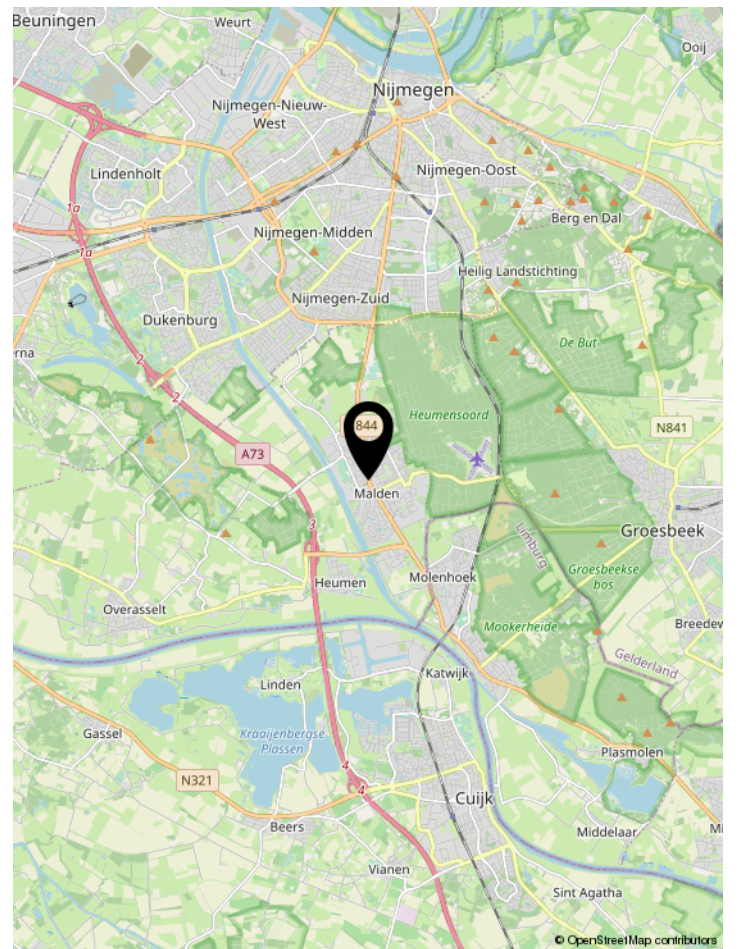 Beuningen
Weurt
Ooij
Nijmegen
Nijmegen-Nieuw-
West
Lindenholt
Nijmegen-Oost
1a
Berg en Dal
Nijmegen-Midden
1a
Heilig Landstichting
Nijmegen-Zuid
Dukenburg
De But
erna
2
2
Heumensoord
844
N841
A73
Malden
3
Limburg
Groesbeek
Groesbeekse
bos
Heumen
Molenhoek
Overasselt
Mookerheide
Breedew
Gelderland
Katwijk
Linden
Gassel
Kraaijenbergse
Plassen
Plasmolen
N321
4
4
Cuijk
Beers
Middelaar
Mi
Vianen
Sint Agatha
© OpenStreetMap contributors